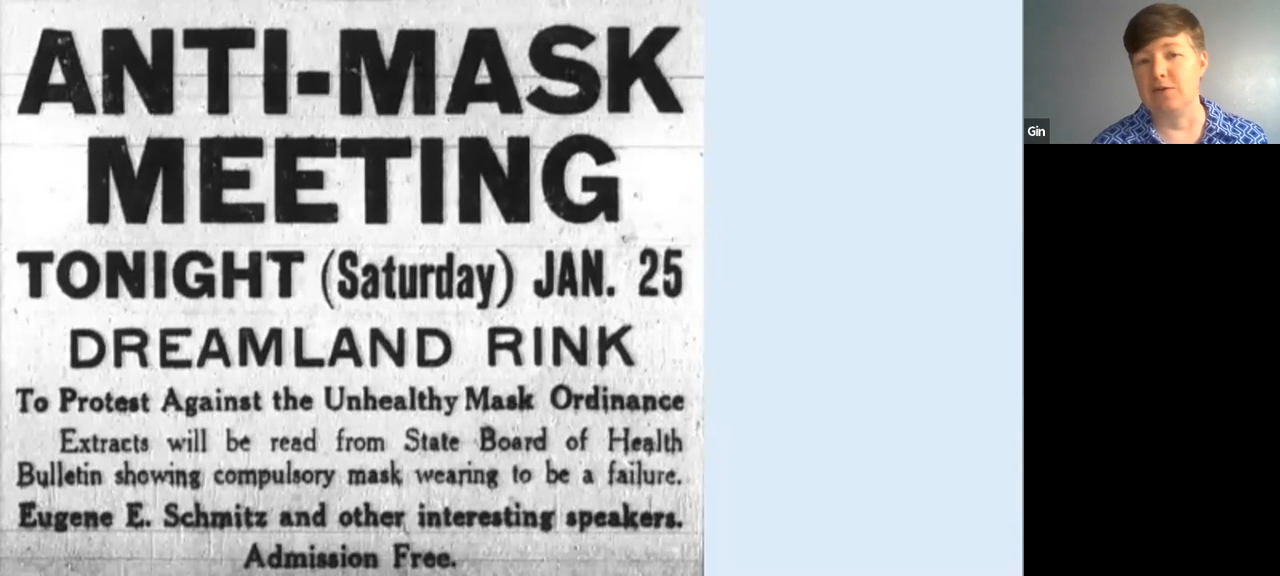 ANTI-MASK
MEETING
TONIGHT (Saturday) JAN. 25
DREAMLAND RINK
To Protest Against the Unhealthy Mask Ordinance
Extracts will be read from State Board of Health
Bulletin showing compulsory mask wearing to be a failure.
Eugene E. Schmitz and other interesting speakers.
Admission Free.
Gin